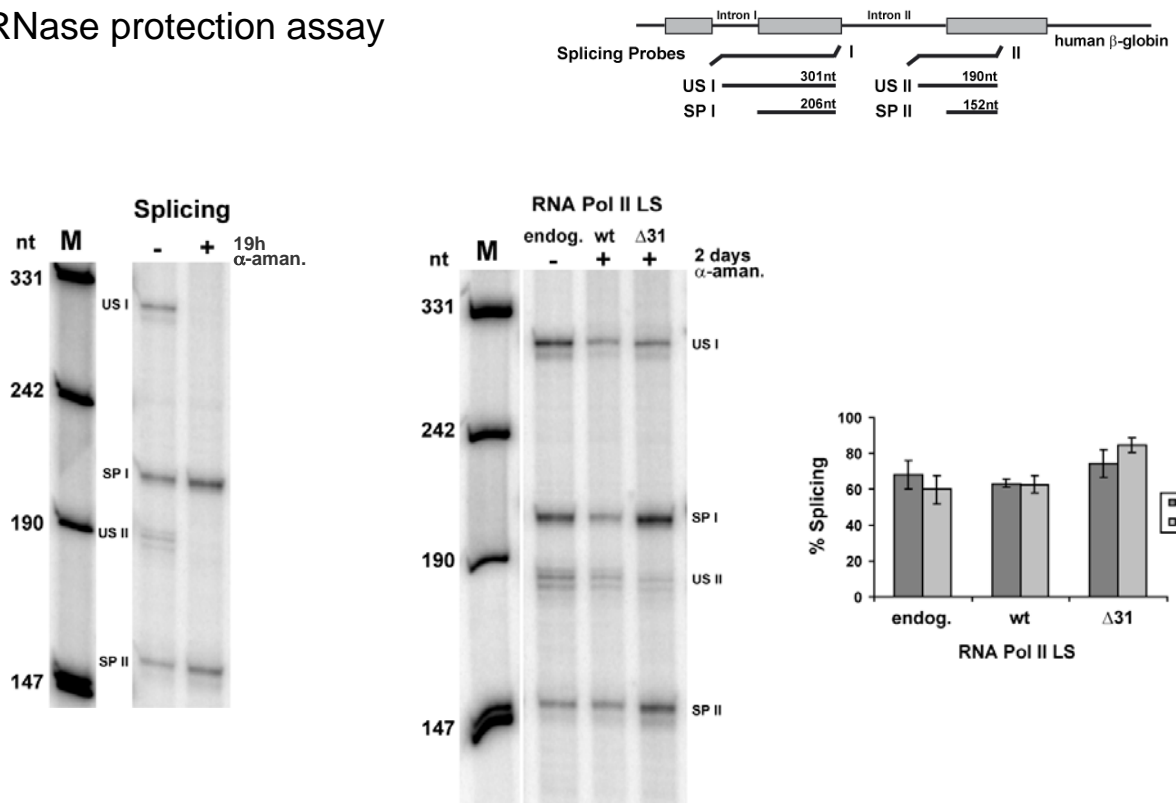 RNase protection assay
Intron I
Intron II
human β-globin
Splicing Probes
I
II
US I
301nt
US II
190nt
SP I
206nt
SP II
152nt
Splicing
nt M - + 19h
α-aman.
331
US I
242
SP I
190
US II
SP II
147
RNA Pol II LS
endog. wt Δ31
nt M - + + 2 days
α-aman.
331
US I
242
SP I
190
US II
SP II
147
% Splicing
100
80
60
40
20
0
endog. wt Δ31
RNA Pol II LS